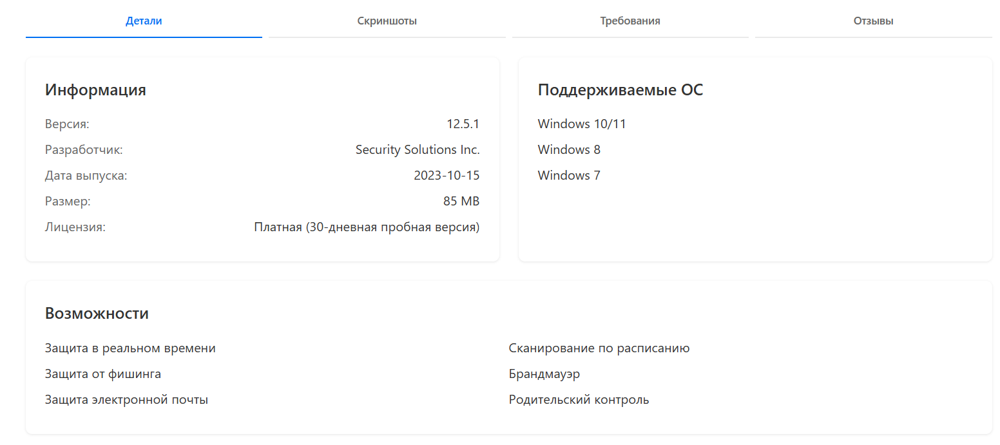 Детали
Скриншоты
Требования
Отзывы
Информация
Версия: 12.5.1
Разработчик: Security Solutions Inc.
Дата выпуска: 2023-10-15
Размер: 85 MB
Лицензия: Платная (30-дневная пробная версия)
Поддерживаемые ОС
Windows 10/11
Windows 8
Windows 7
Возможности
Защита в реальном времени
Сканирование по расписанию
Защита от фишинга
Брандмауэр
Защита электронной почты
Родительский контроль